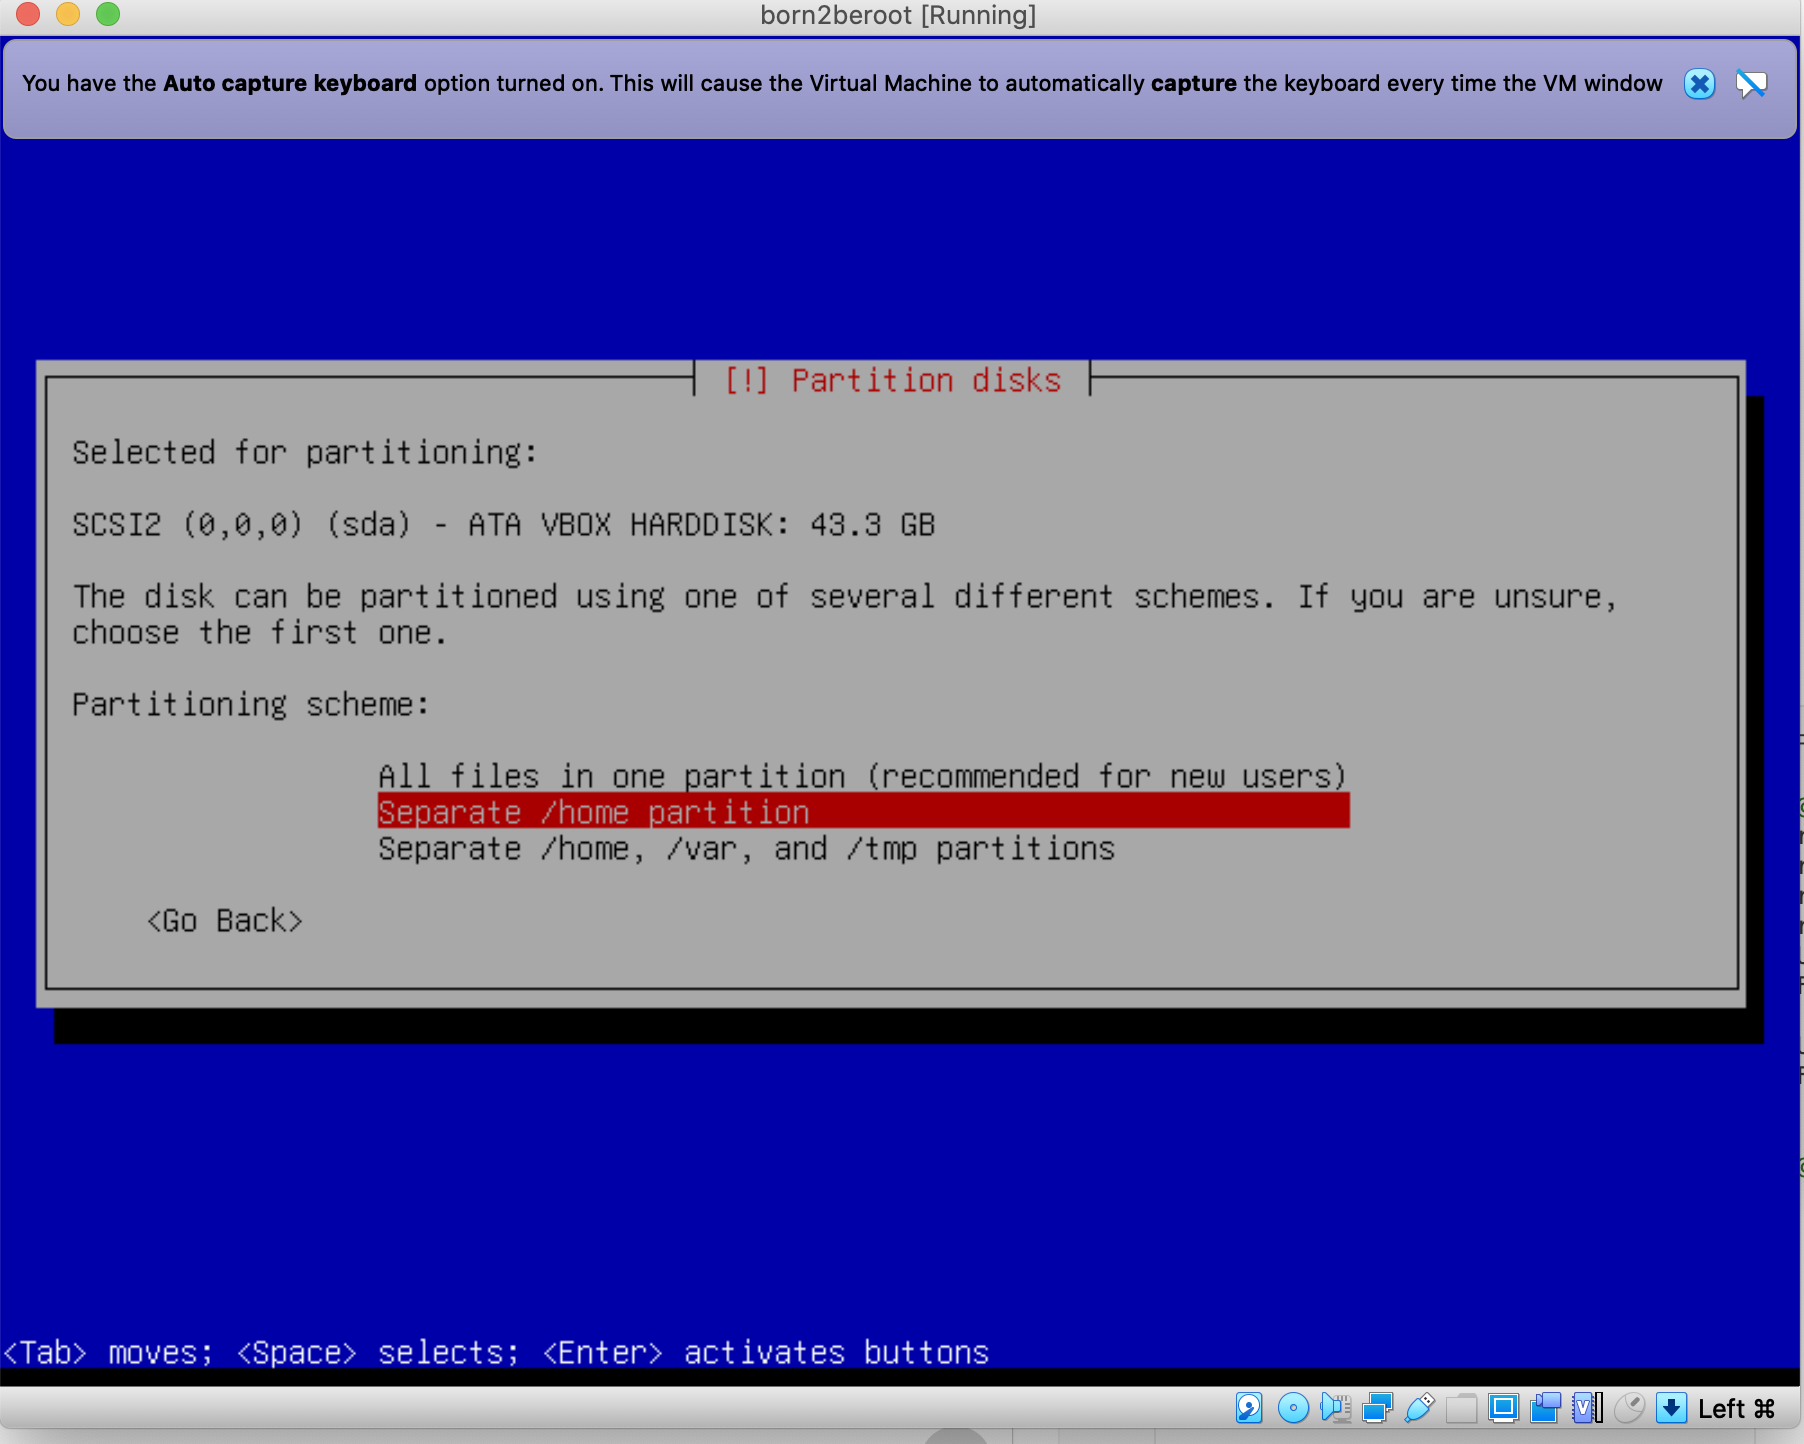 born2beroot [Running]
You have the Auto capture keyboard option turned on. This will cause the Virtual Machine to automatically capture the keyboard every time the VM window
[!] Partition disks
Selected for partitioning:
SCSI2 (0,0,0) (sda) - ATA VBOX HARDDISK: 43.3 GB
The disk can be partitioned using one of several different schemes. If you are unsure,
choose the first one.
Partitioning scheme:
All files in one partition (recommended for new users)
Separate /home partition
Separate /home, /var, and /tmp partitions
<Go Back>
<Tab> moves; <Space> selects; <Enter> activates buttons
Left ⌘